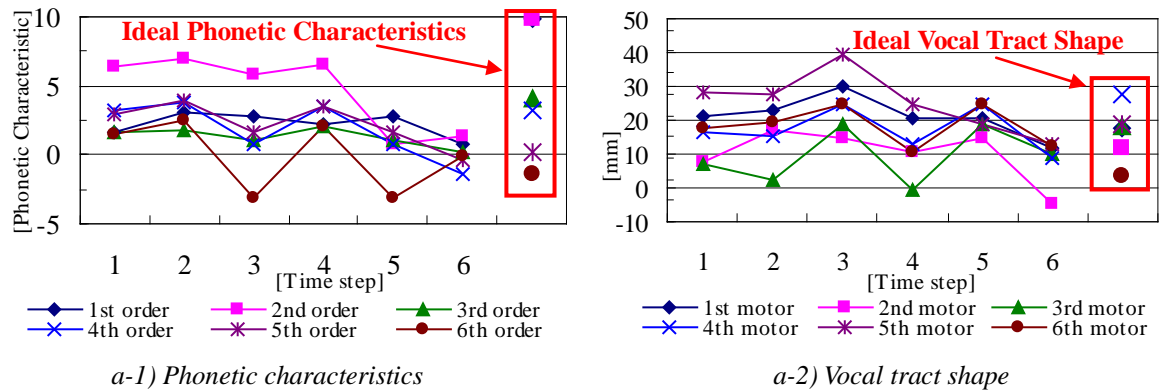 10
5
0
-5
[Phonetic Characteristic]
Ideal Phonetic Characteristics
1 2 3 4 5 6
[Time step]
1st order 2nd order 3rd order
4th order 5th order 6th order
a-1) Phonetic characteristics
50
40
30
20
10
0
-10
[mm]
Ideal Vocal Tract Shape
1 2 3 4 5 6
[Time step]
1st motor 2nd motor 3rd motor
4th motor 5th motor 6th motor
a-2) Vocal tract shape